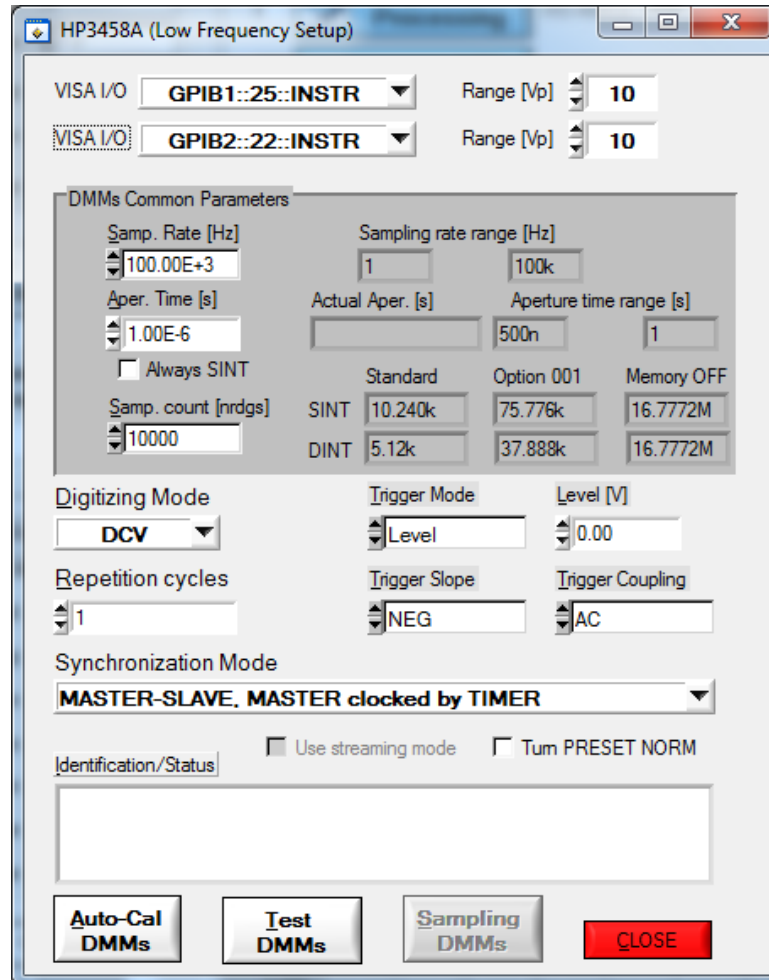 Processing
HP3458A (Low Frequency Setup)
VISA I/O GPIB1::25::INSTR Range [Vp] 10
VISA I/O GPIB2::22::INSTR Range [Vp] 10
DMMs Common Parameters
Samp. Rate [Hz] Sampling rate range [Hz]
100.00E+3 1 100k
Aper. Time [s] Actual Aper. [s] Aperture time range [s]
1.00E-6 500n 1
Always SINT
Standard Option 001 Memory OFF
Samp. count [nrdgs] SINT 10.240k 75.776k 16.7772M
10000 DINT 5.12k 37.888k 16.7772M
Digitizing Mode Trigger Mode Level [V]
DCV Level 0.00
Repetition cycles Trigger Slope Trigger Coupling
1 NEG AC
Synchronization Mode
MASTER-SLAVE, MASTER clocked by TIMER
Use streaming mode Turn PRESET NORM
Identification/Status
Auto-Cal Test Sampling
DMMs DMMs DMMs CLOSE